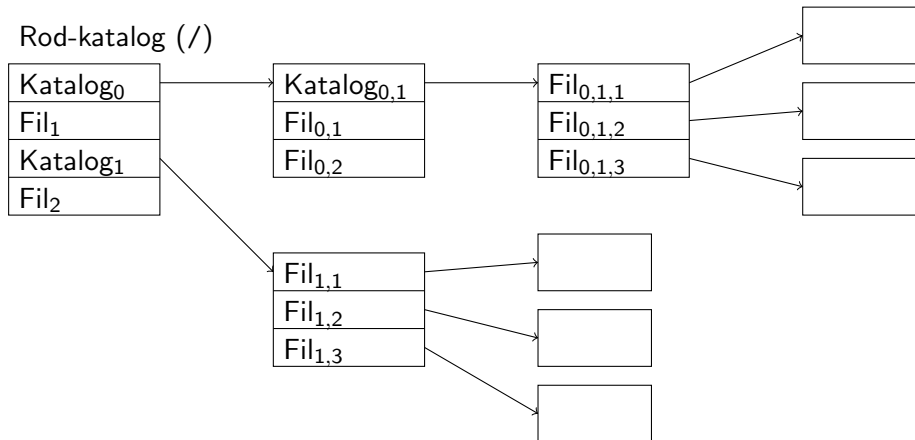 Rod-katalog (/)
Katalog₀
Fil₁
Katalog₁
Fil₂
Katalog₀,₁
Fil₀,₁
Fil₀,₂
Fil₀,₁,₁
Fil₀,₁,₂
Fil₀,₁,₃
Fil₁,₁
Fil₁,₂
Fil₁,₃